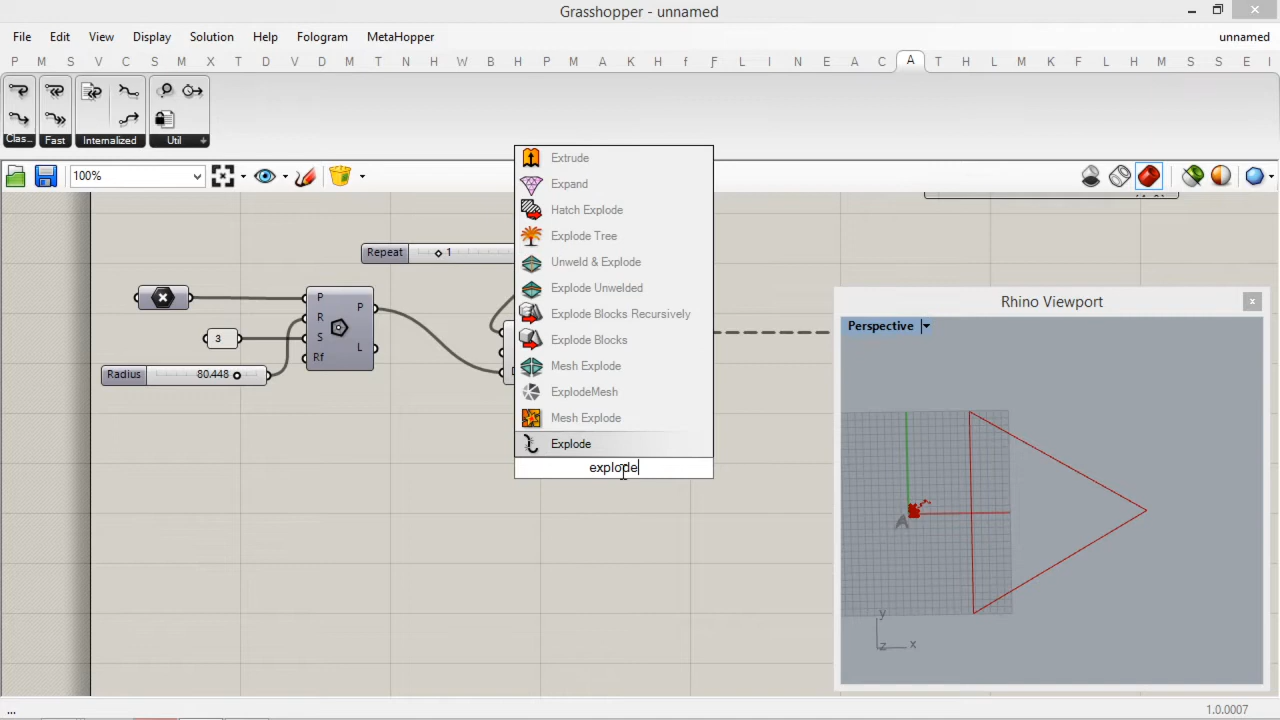 Grasshopper - unnamed
File Edit View Display Solution Help Fologram MetaHopper unnamed
P M S V C S M X T D V M N H W B H P M A K H f F L I N E A C A T H L M F L H M S S E I
Clas... Fast Internalized Util
100%
Extrude
Expand
Hatch Explode
Explode Tree
Unweld & Explode
Explode Unwelded
Explode Blocks Recursively
Explode Blocks
Mesh Explode
ExplodeMesh
Mesh Explode
Explode
explode
Repeat 1
P
R
S
Rf
P
L
3
Radius 80.448
Rhino Viewport
x
Perspective
A
y
z x
...
1.0.0007